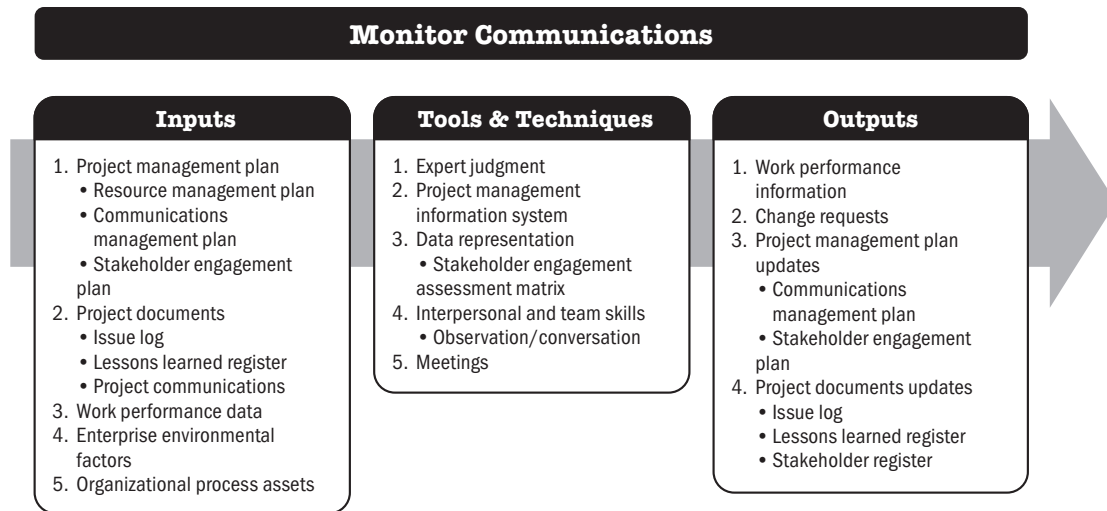 Monitor Communications
Inputs
1. Project management plan
• Resource management plan
• Communications
management plan
• Stakeholder engagement
plan
2. Project documents
• Issue log
• Lessons learned register
• Project communications
3. Work performance data
4. Enterprise environmental
factors
5. Organizational process assets
Tools & Techniques
1. Expert judgment
2. Project management
information system
3. Data representation
• Stakeholder engagement
assessment matrix
4. Interpersonal and team skills
• Observation/conversation
5. Meetings
Outputs
1. Work performance
information
2. Change requests
3. Project management plan
updates
• Communications
management plan
• Stakeholder engagement
plan
4. Project documents updates
• Issue log
• Lessons learned register
• Stakeholder register